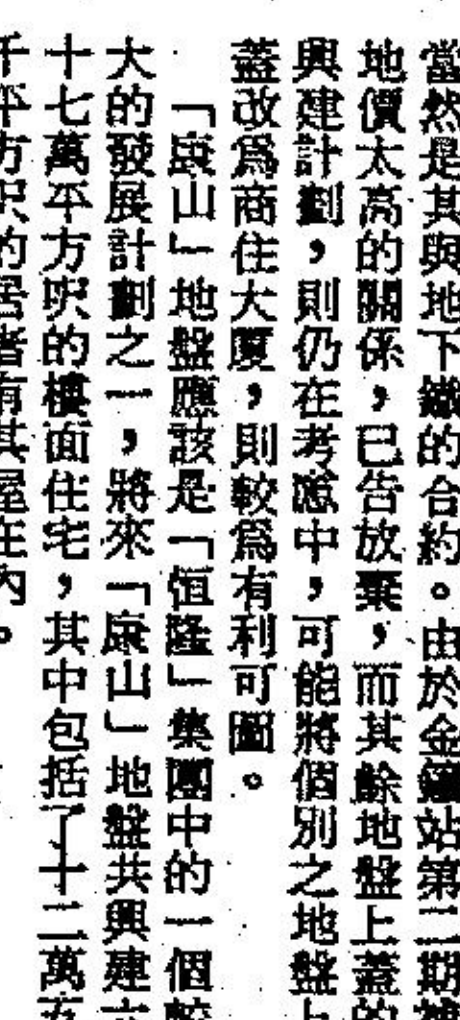 當然是其與地下鐵的合約。由於金鐘站第二期補
地價太高的關係，已告放棄，而其餘地盤上蓋的
興建計劃，則仍在考慮中，可能將個別之地盤上
蓋改爲商住大廈，則較爲有利可圖。
「康山」地盤應該是「恒隆」集團中的一個較
大的發展計劃之一，將來「康山」地盤共興建六
十七萬平方呎的樓面住宅，其中包括了十二萬五
千平方呎的居者有其屋在內。